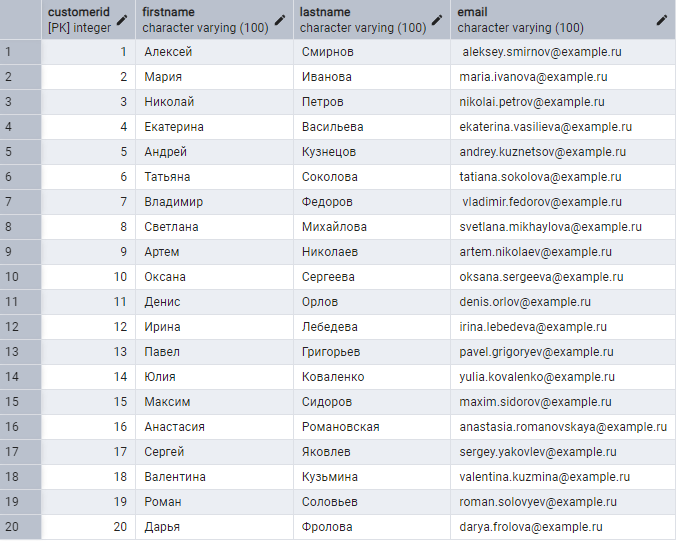 customerid firstname lastname email
[PK] integer character varying (100) character varying (100) character varying (100)
1 1 Алексей Смирнов aleksey.smirnov@example.ru
2 2 Мария Иванова maria.ivanova@example.ru
3 3 Николай Петров nikolai.petrov@example.ru
4 4 Екатерина Васильева ekaterina.vasilieva@example.ru
5 5 Андрей Кузнецов andrey.kuznetsov@example.ru
6 6 Татьяна Соколова tatiana.sokolova@example.ru
7 7 Владимир Федоров vladimir.fedorov@example.ru
8 8 Светлана Михайлова svetlana.mikhaylova@example.ru
9 9 Артем Николаев artem.nikolaev@example.ru
10 10 Оксана Сергеева oksana.sergeeva@example.ru
11 11 Денис Орлов denis.orlov@example.ru
12 12 Ирина Лебедева irina.lebedeva@example.ru
13 13 Павел Григорьев pavel.grigoryev@example.ru
14 14 Юлия Коваленко yulia.kovalenko@example.ru
15 15 Максим Сидоров maxim.sidorov@example.ru
16 16 Анастасия Романовская anastasia.romanovskaya@example.ru
17 17 Сергей Яковлев sergey.yakovlev@example.ru
18 18 Валентина Кузьмина valentina.kuzmina@example.ru
19 19 Роман Соловьев roman.solovyev@example.ru
20 20 Дарья Фролова darya.frolova@example.ru